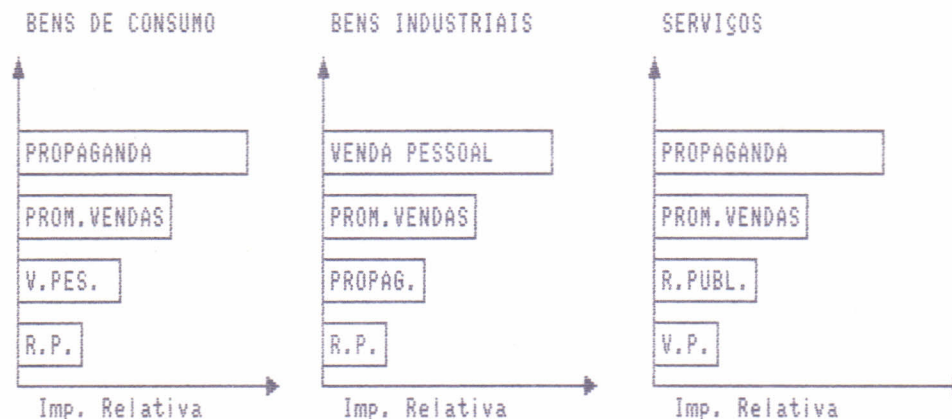 BENS DE CONSUMO
PROPAGANDA
PROM.VENDAS
V.PES.
R.P.
Imp. Relativa
BENS INDUSTRIAIS
VENDA PESSOAL
PROM.VENDAS
PROPAG.
R.P.
Imp. Relativa
SERVIÇOS
PROPAGANDA
PROM.VENDAS
R.PUBL.
V.P.
Imp. Relativa